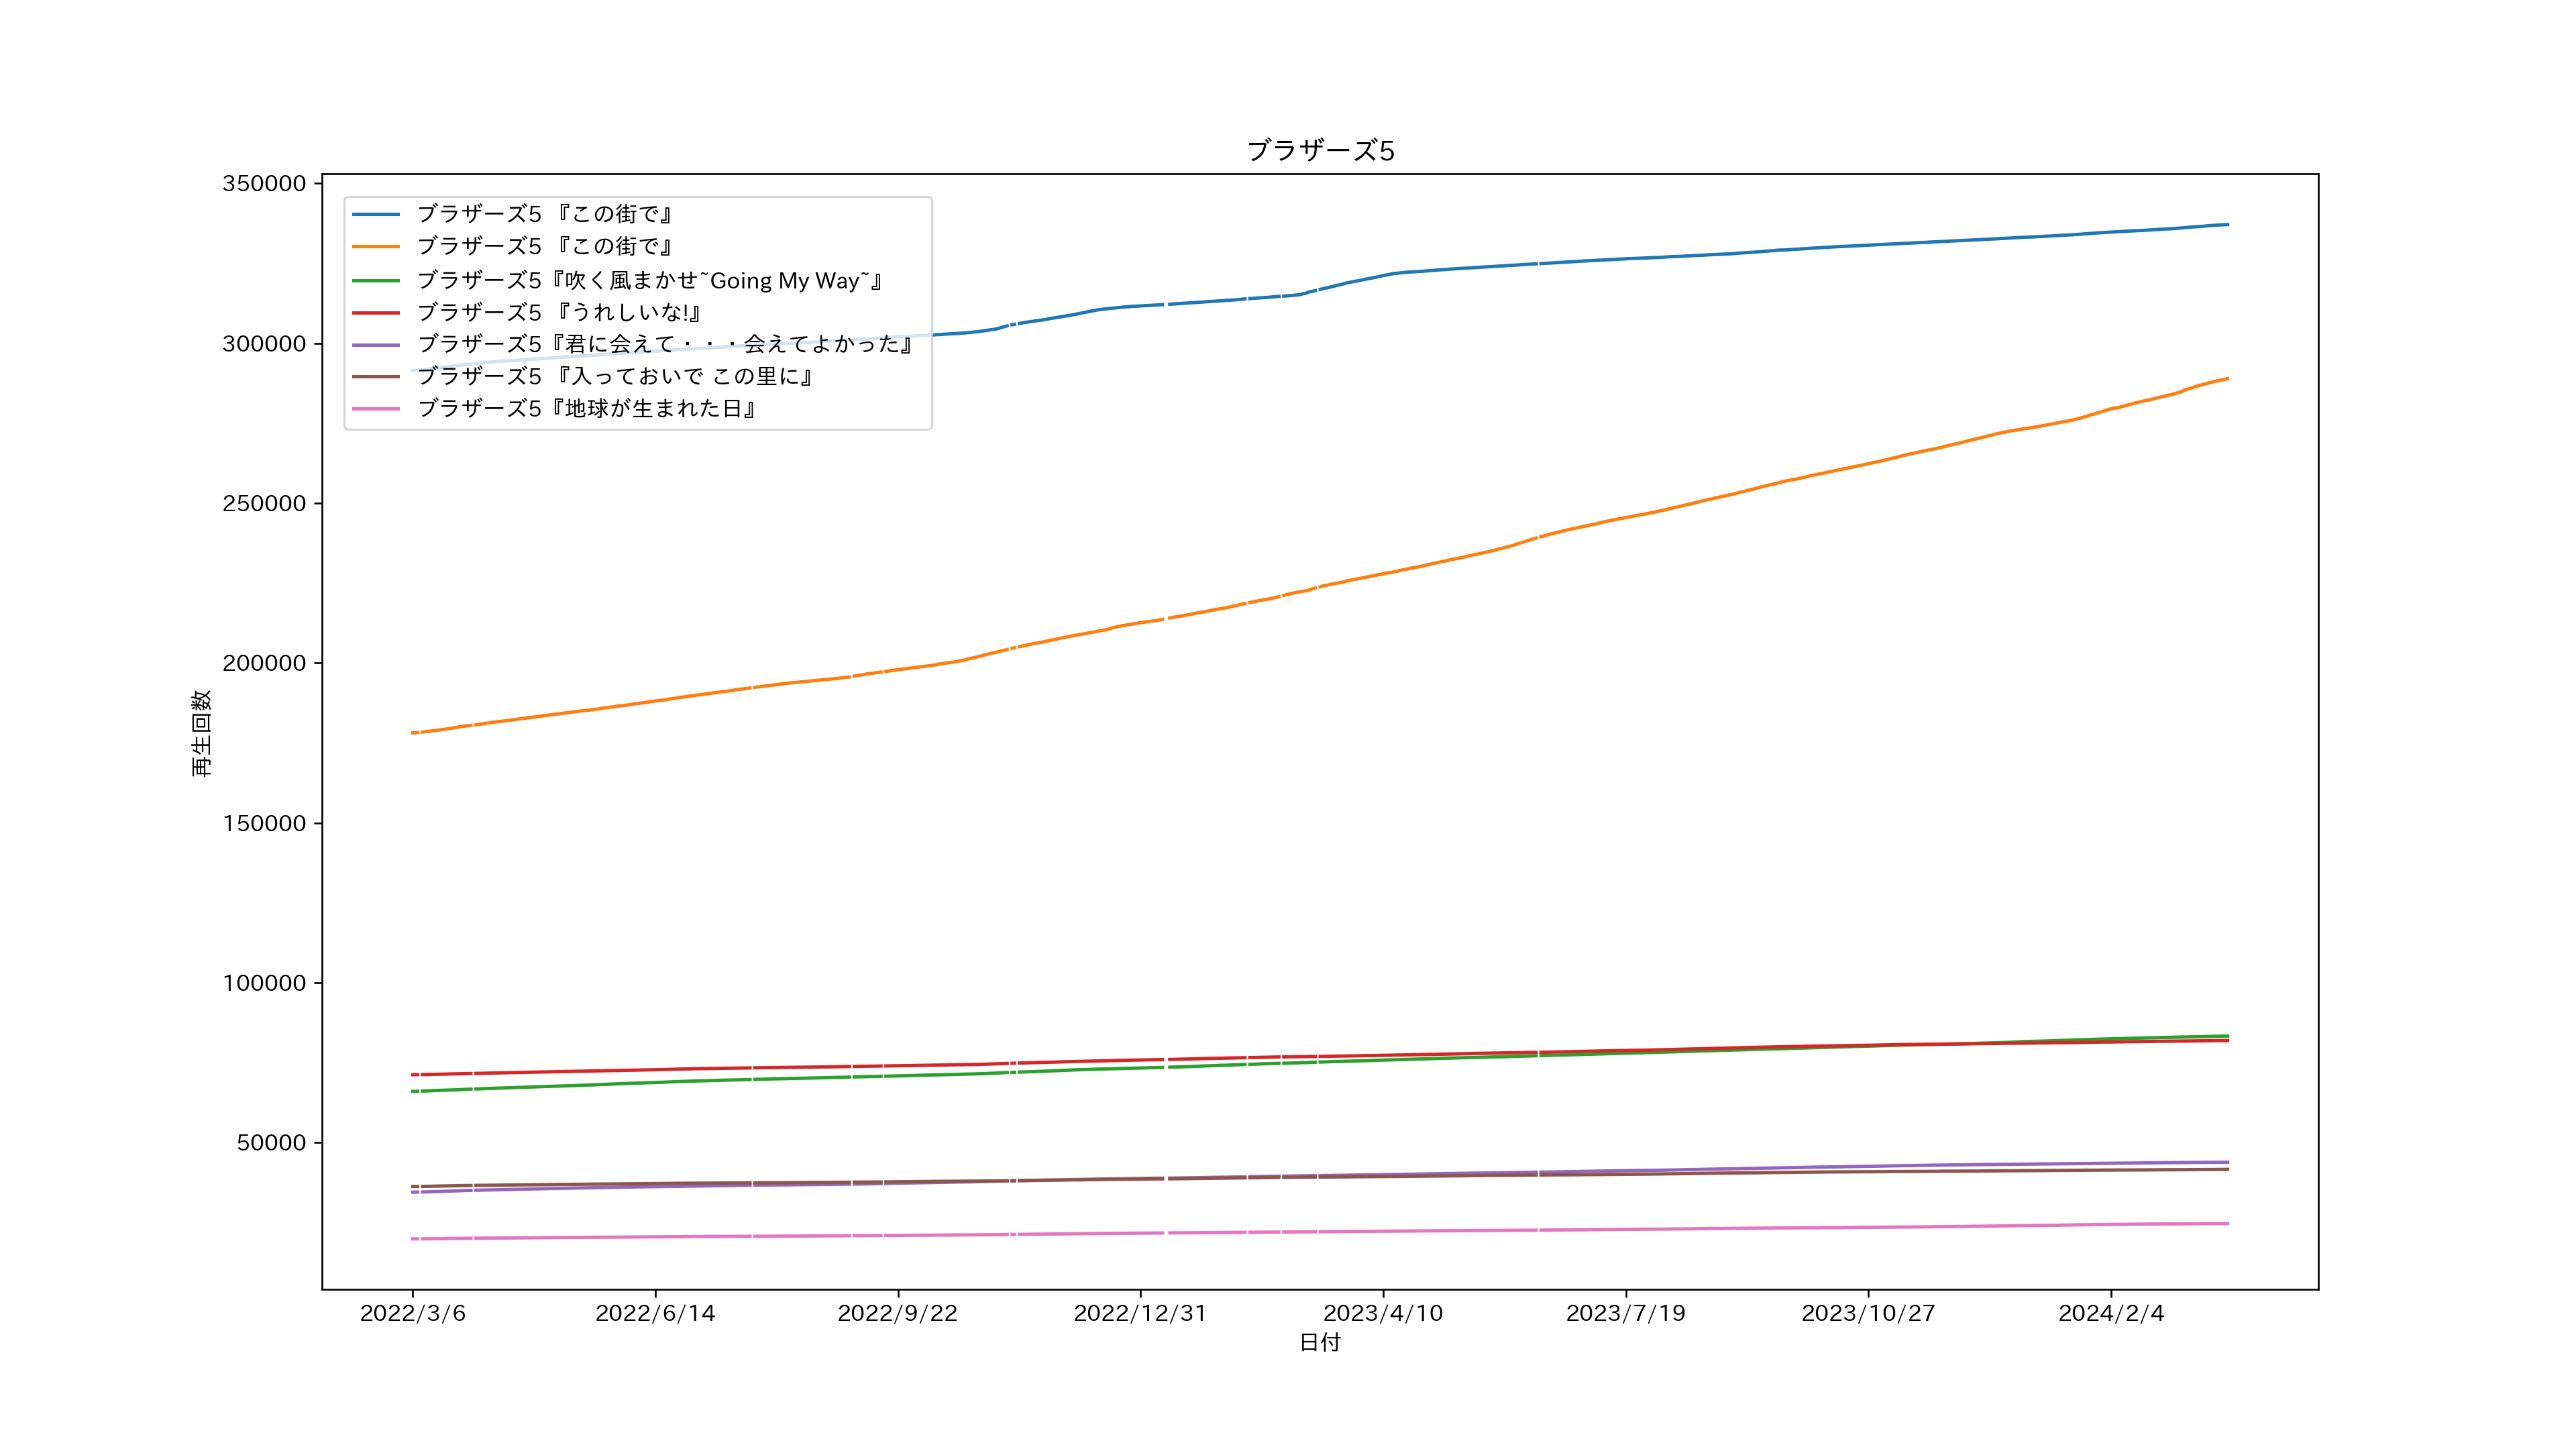 ブラザーズ5
350000
300000
250000
200000
150000
100000
50000
再生回数
ブラザーズ5 『この街で』
ブラザーズ5 『この街で』
ブラザーズ5『吹く風まかせ~Going My Way~』
ブラザーズ5 『うれしいな!』
ブラザーズ5『君に会えて・・・会えてよかった』
ブラザーズ5 『入っておいで この里に』
ブラザーズ5『地球が生まれた日』
2022/3/6 2022/6/14 2022/9/22 2022/12/31 2023/4/10 2023/7/19 2023/10/27 2024/2/4
日付